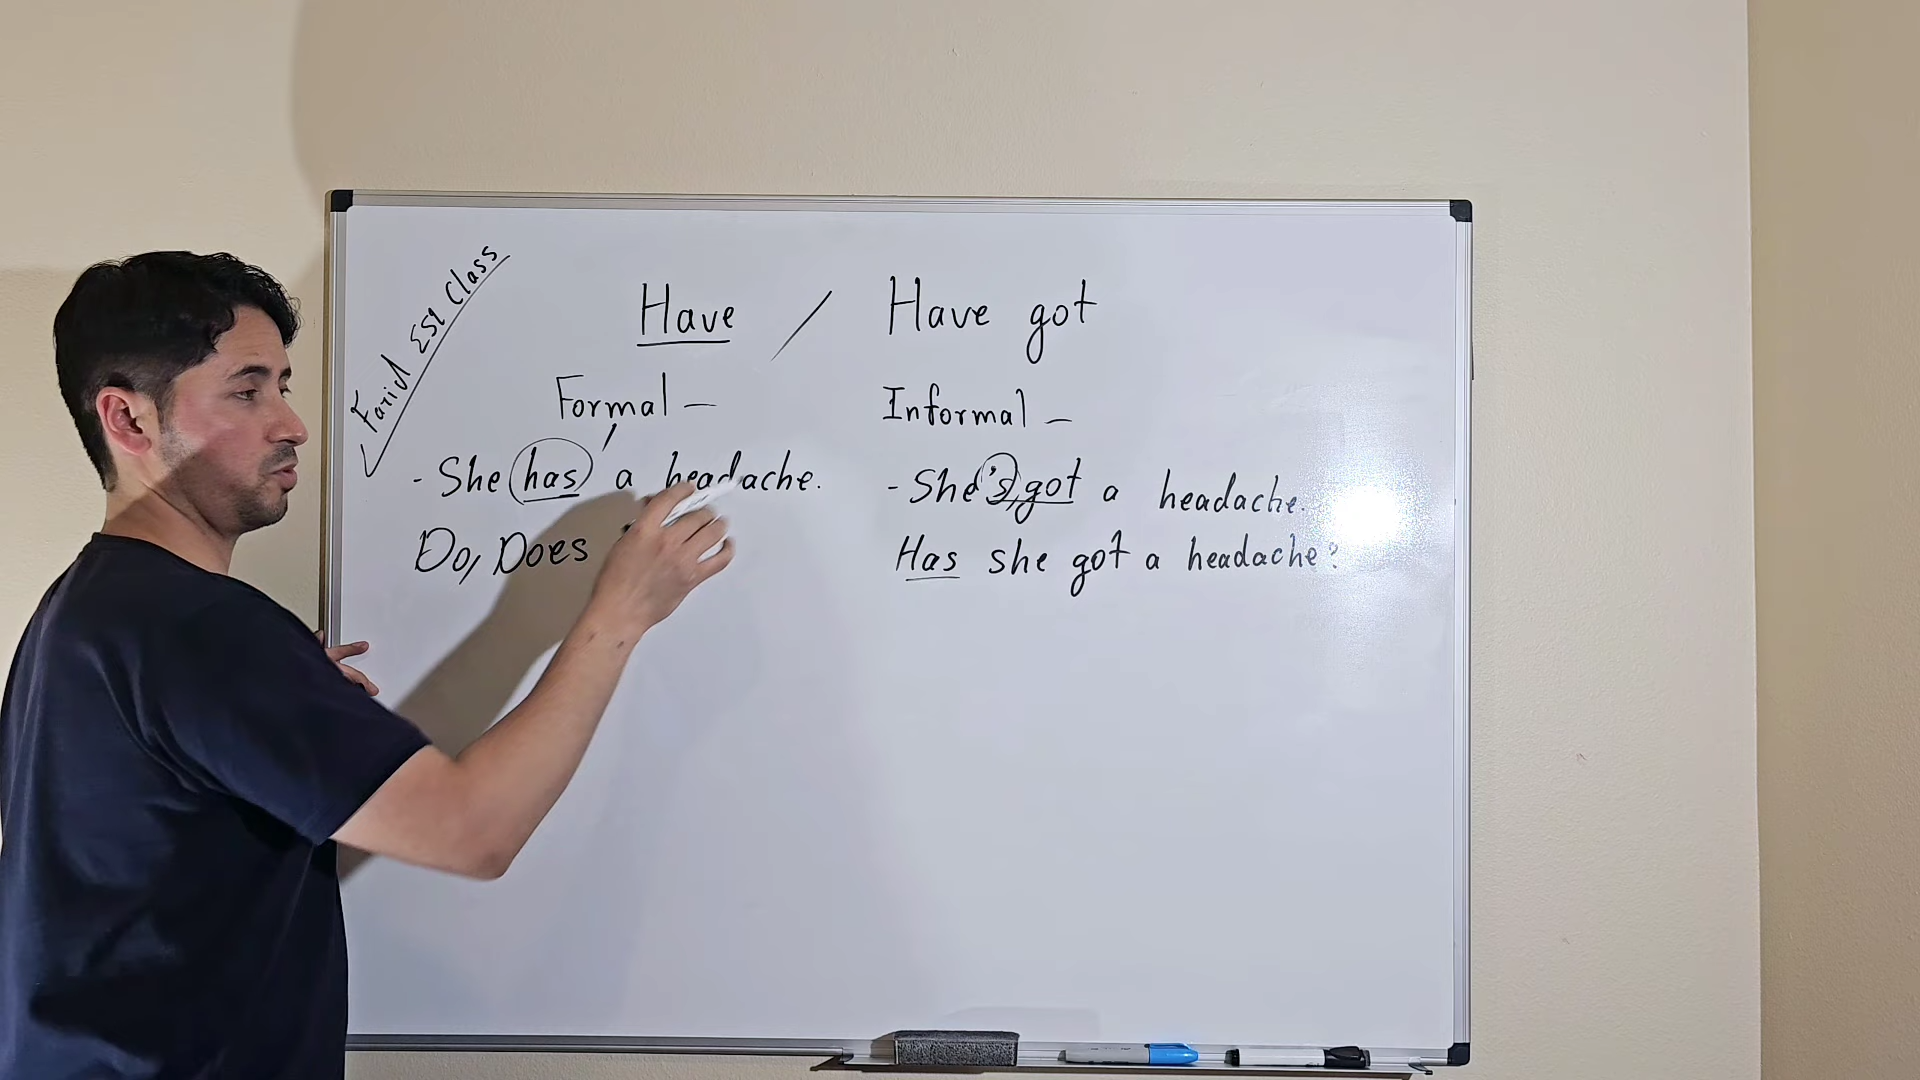 Farid ESL Class
Have / Have got
Formal –
Informal –
- She has a headache.
- She's got a headache.
Do, Does
Has she got a headache?